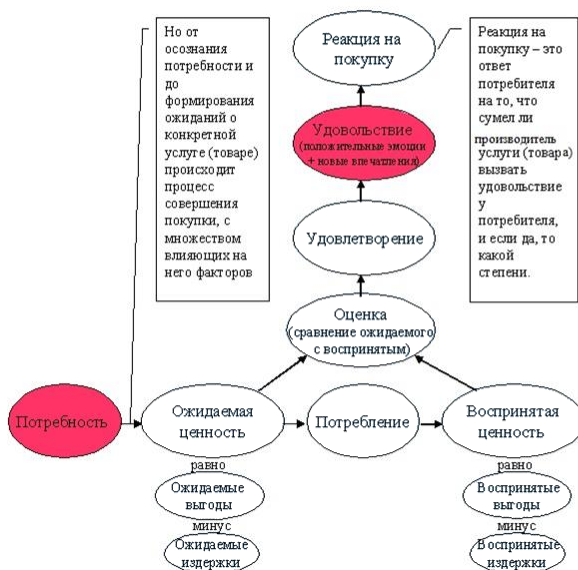 Но от
осознания
потребности и
до
формирования
ожиданий о
конкретной
услуге (товаре)
происходит
процесс
совершения
покупки, с
множеством
влияющих на
него факторов
Реакция на
покупку
Реакция на
покупку – это
ответ
потребителя
на то, что
сумел ли
производитель
услуги (товара)
вызвать
удовольствие
у
потребителя,
и если да, то
какой
степени.
Удовольствие
(положительные эмоции
+ новые впечатления)
Удовлетворение
Оценка
(сравнение ожидаемого
с воспринятым)
Потребность
Ожидаемая
ценность
Потребление
Воспринятая
ценность
равно
Ожидаемые
выгоды
минус
Ожидаемые
издержки
равно
Воспринятые
выгоды
минус
Воспринятые
издержки